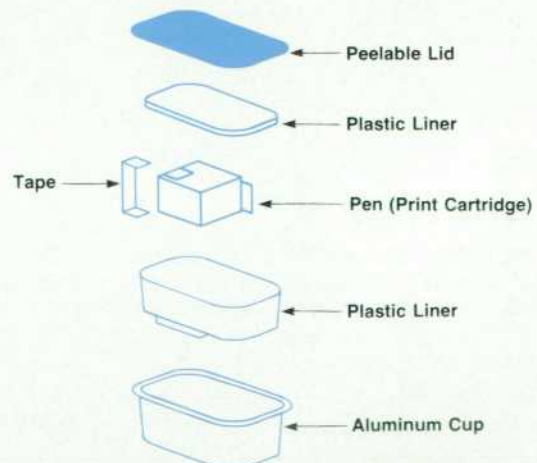 Peelable Lid
Plastic Liner
Tape
Pen (Print Cartridge)
Plastic Liner
Aluminum Cup